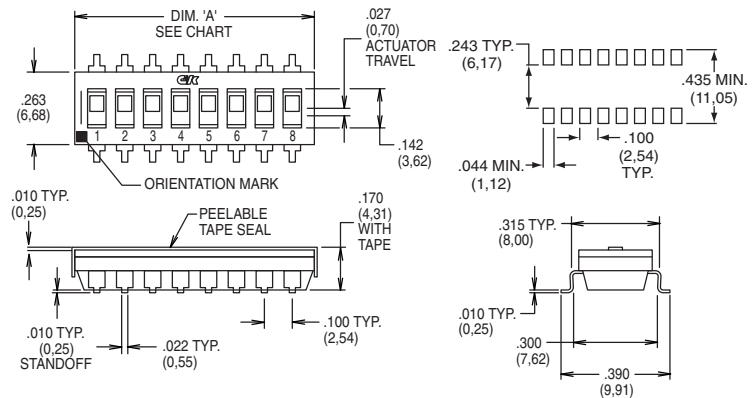 DIM. 'A'
SEE CHART
.027
(0,70)
ACTUATOR
TRAVEL
.263
(6,68)
C&K
1 2 3 4 5 6 7 8
.142
(3,62)
ORIENTATION MARK
.243 TYP.
(6,17)
.435 MIN.
(11,05)
.100
(2,54)
TYP.
.044 MIN.
(1,12)
.010 TYP.
(0,25)
PEELABLE
TAPE SEAL
.170
(4,31)
WITH
TAPE
.010 TYP.
(0,25)
STANDOFF
.022 TYP.
(0,55)
.100 TYP.
(2,54)
.315 TYP.
(8,00)
.010 TYP.
(0,25)
.300
(7,62)
.390
(9,91)